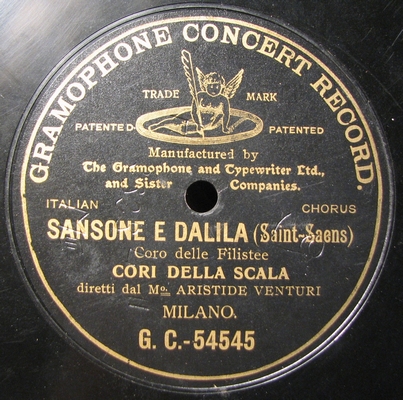 GRAMOPHONE CONCERT RECORD.
TRADE MARK
PATENTED PATENTED
Manufactured by
The Gramophone and Typewriter Ltd.,
and Sister Companies.
ITALIAN CHORUS
SANSONE E DALILA (Saint-Saens)
Coro delle Filistee
CORI DELLA SCALA
diretti dal Mo. ARISTIDE VENTURI
MILANO.
G. C.-54545